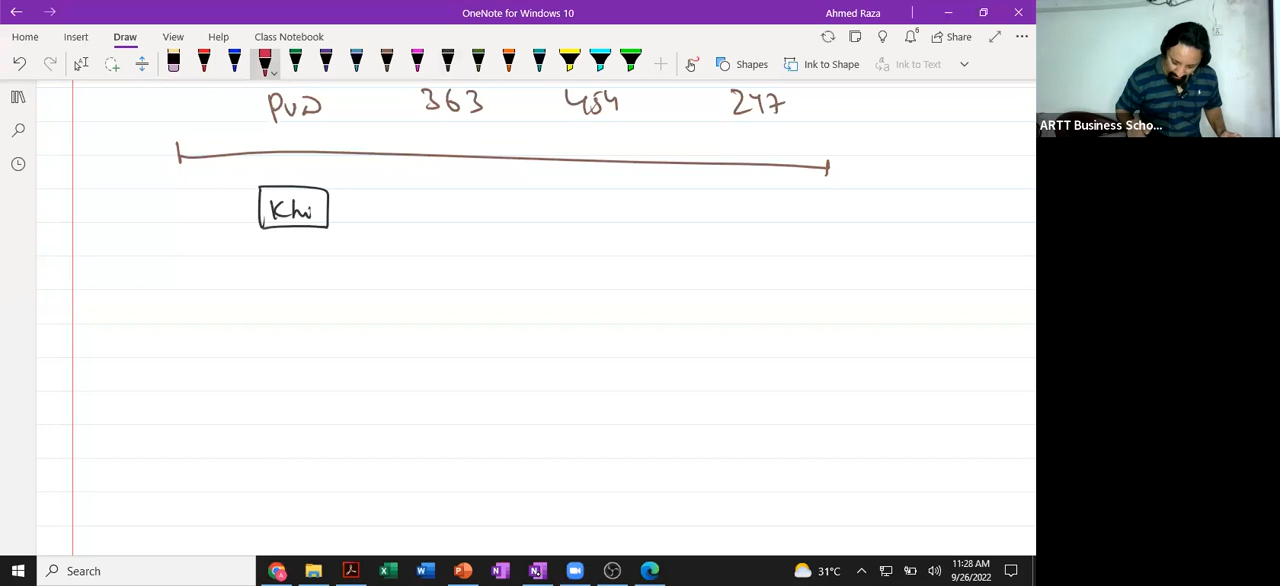 OneNote for Windows 10
Ahmed Raza
Home Insert Draw View Help Class Notebook
Share
Shapes Ink to Shape Ink to Text
PVD 363 454 247
Khi
ARTT Business Scho...
Search
31°C
11:28 AM
9/26/2022